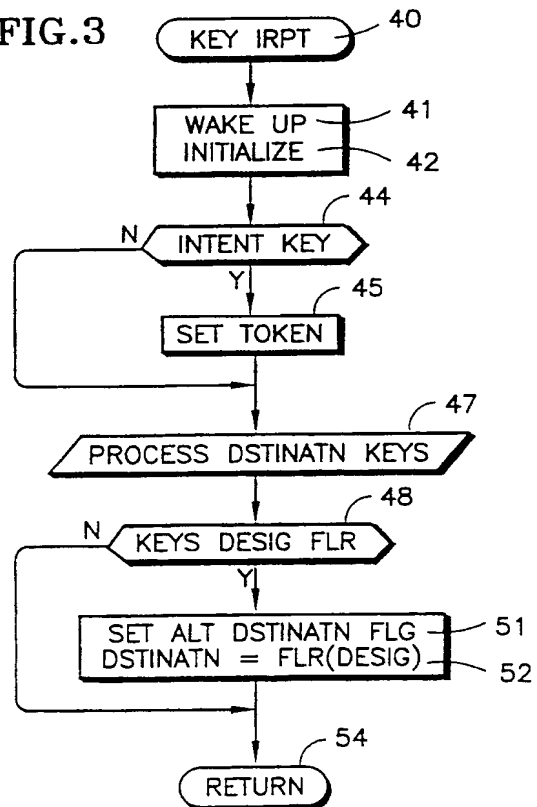 FIG.3
KEY IRPT 40
WAKE UP 41
INITIALIZE 42
44
N INTENT KEY
Y
45
SET TOKEN
47
PROCESS DSTINATN KEYS
48
N KEYS DESIG FLR
Y
SET ALT DSTINATN FLG 51
DSTINATN = FLR(DESIG) 52
54
RETURN